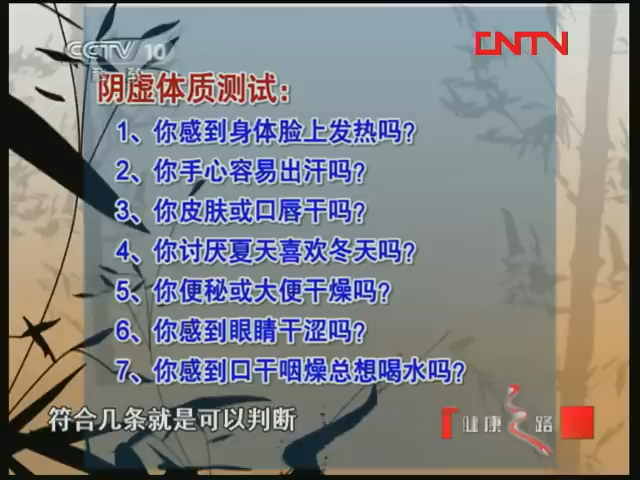 CCTV 10
CNTV
阴虚体质测试：
1、你感到身体脸上发热吗？
2、你手心容易出汗吗？
3、你皮肤或口唇干吗？
4、你讨厌夏天喜欢冬天吗？
5、你便秘或大便干燥吗？
6、你感到眼睛干涩吗？
7、你感到口干咽燥总想喝水吗？
符合几条就是可以判断
健康之路